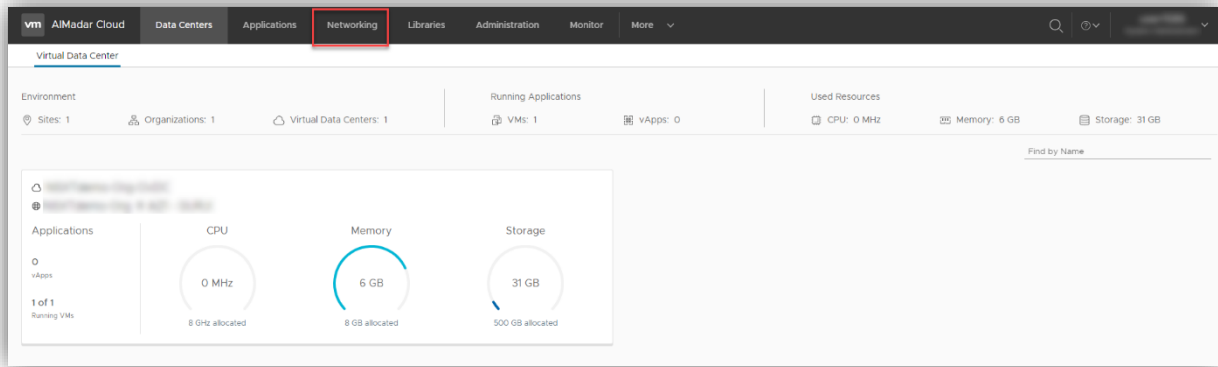 vm AlMadar Cloud Data Centers Applications Networking Libraries Administration Monitor More
Virtual Data Center
Environment Running Applications Used Resources
Sites: 1 Organizations: 1 Virtual Data Centers: 1 VMs: 1 vApps: 0 CPU: 0 MHz Memory: 6 GB Storage: 31 GB
Find by Name
Applications CPU Memory Storage
0
vApps
0 MHz 6 GB 31 GB
1 of 1
Running VMs
8 GHz allocated 8 GB allocated 500 GB allocated